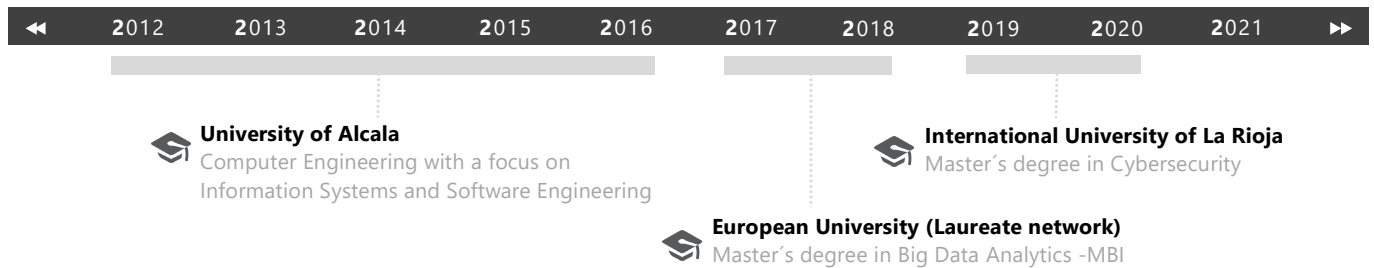 2012 2013 2014 2015 2016 2017 2018 2019 2020 2021
University of Alcala
Computer Engineering with a focus on
Information Systems and Software Engineering
International University of La Rioja
Master´s degree in Cybersecurity
European University (Laureate network)
Master´s degree in Big Data Analytics -MBI